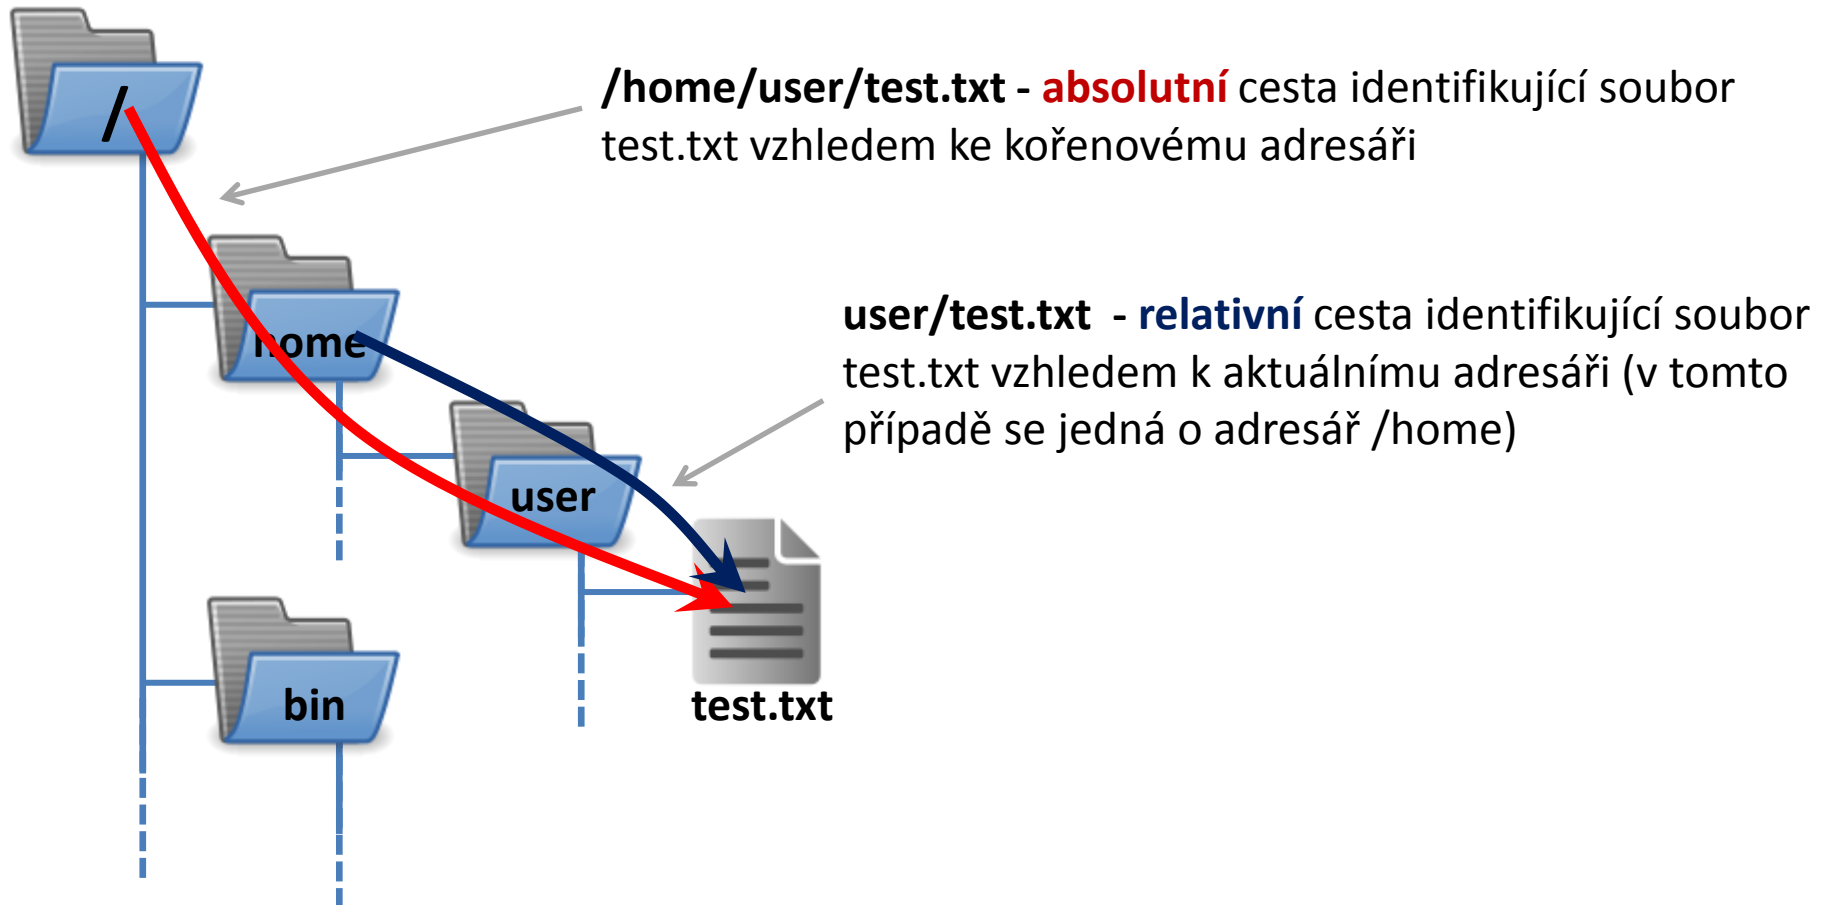 /
/home/user/test.txt - absolutní cesta identifikující soubor
test.txt vzhledem ke kořenovému adresáři
home
user/test.txt - relativní cesta identifikující soubor
test.txt vzhledem k aktuálnímu adresáři (v tomto
případě se jedná o adresář /home)
user
bin
test.txt